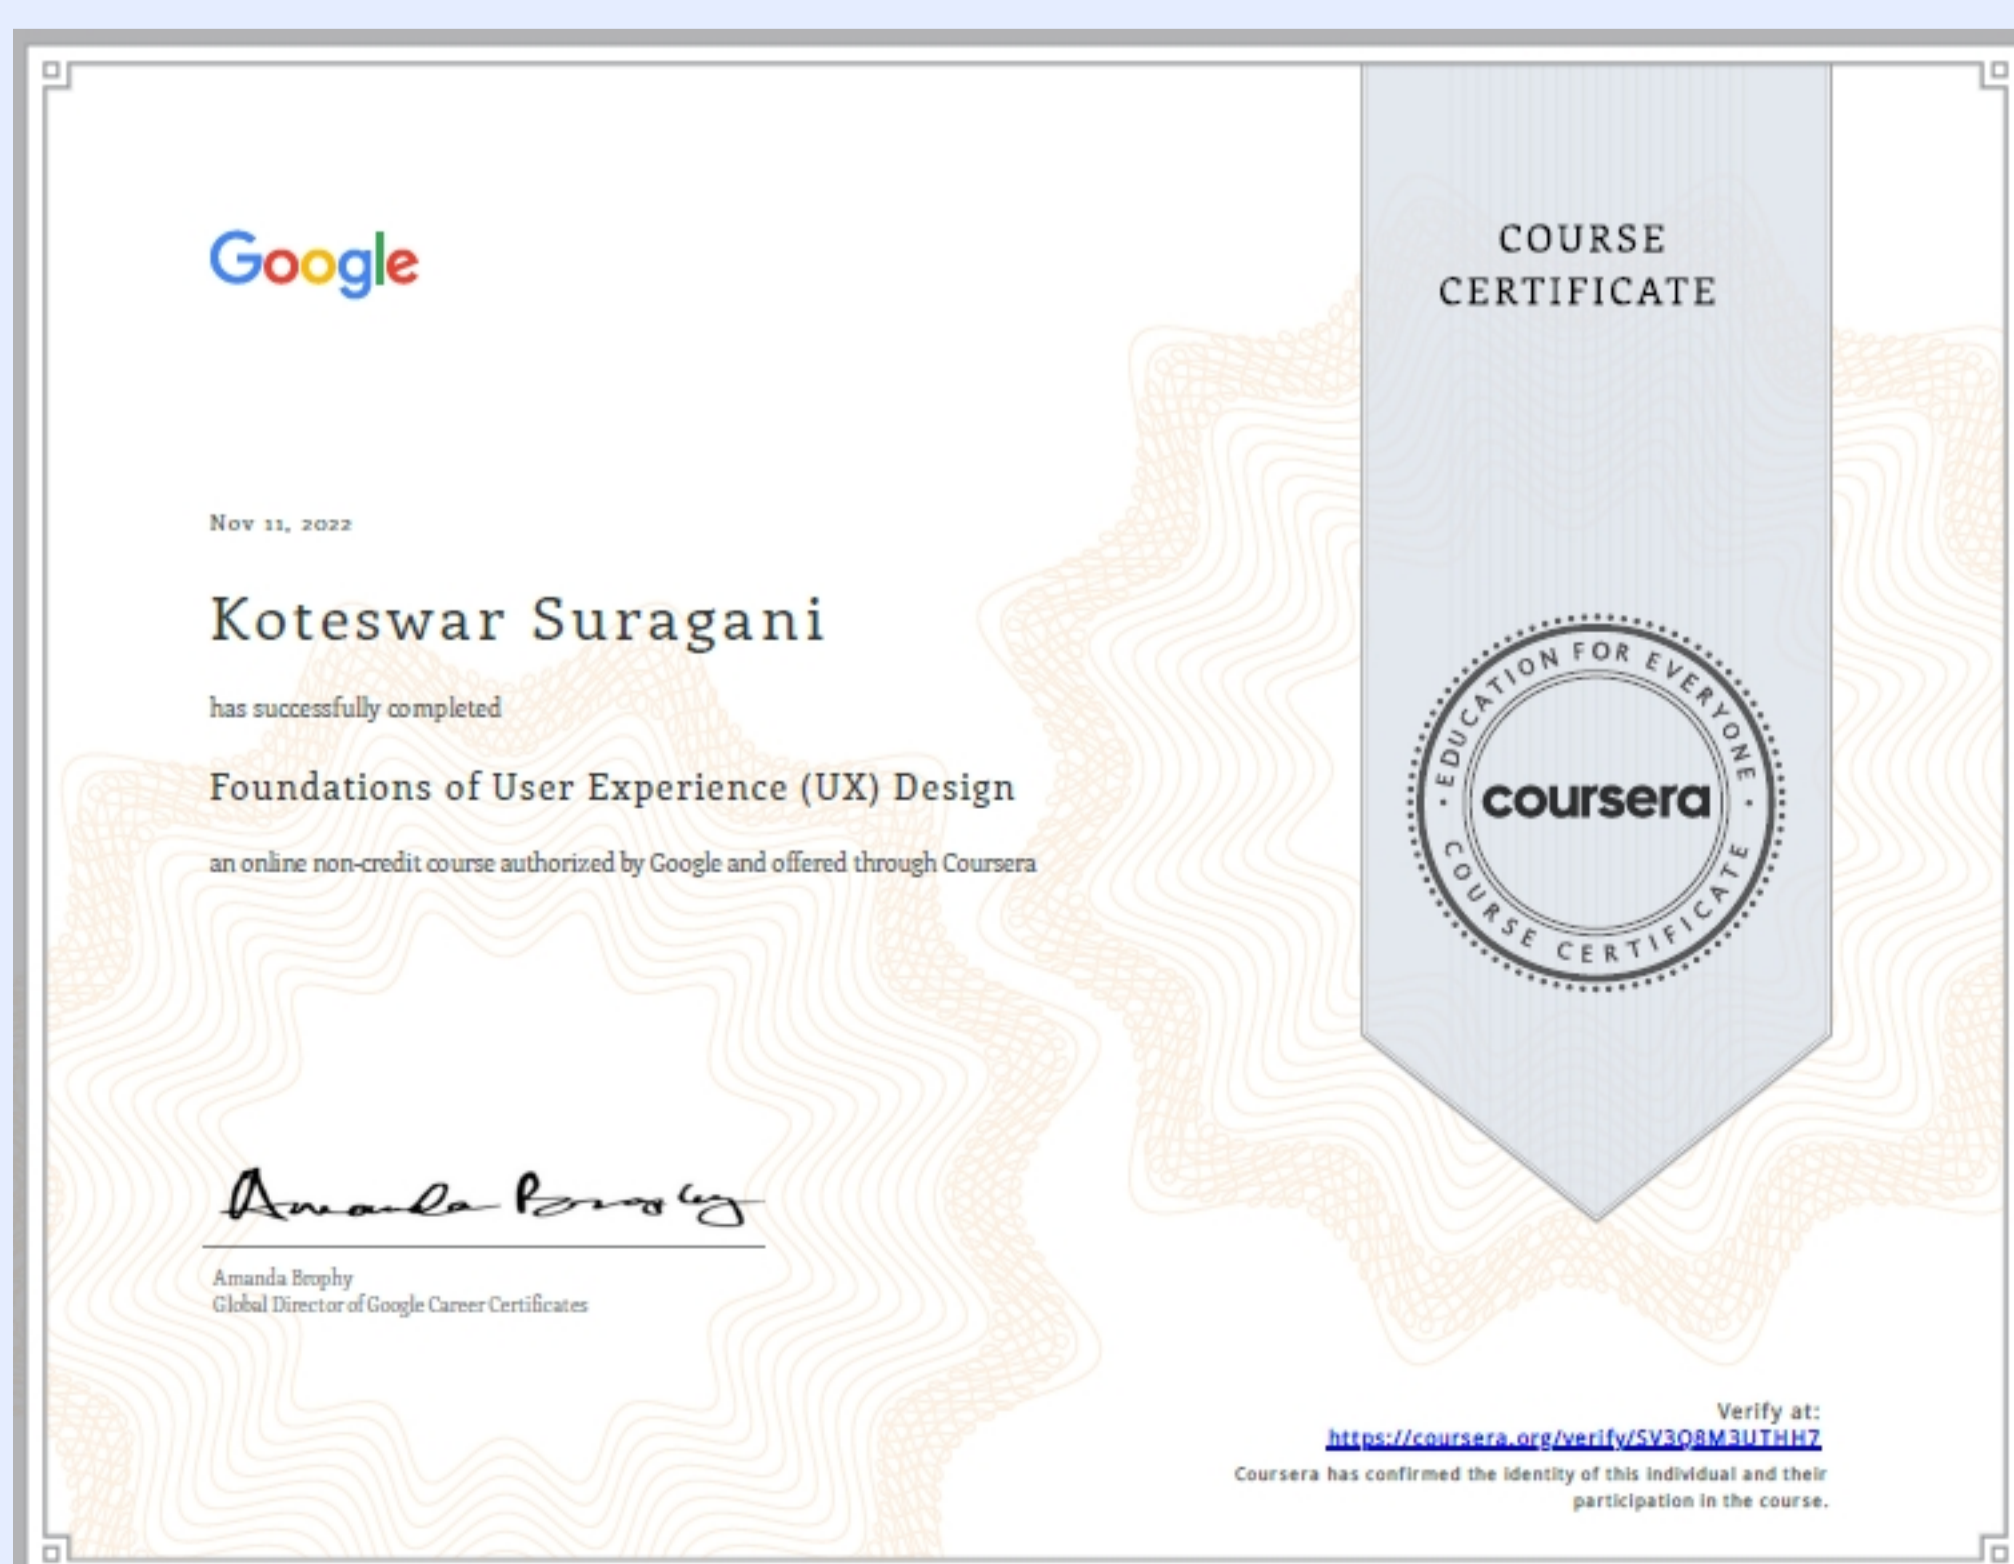 Google
COURSE
CERTIFICATE
Nov 11, 2022
Koteswar Suragani
has successfully completed
Foundations of User Experience (UX) Design
an online non-credit course authorized by Google and offered through Coursera
EDUCATION FOR EVERYONE
coursera
COURSE CERTIFICATE
Amanda Brophy
Amanda Brophy
Global Director of Google Career Certificates
Verify at:
https://coursera.org/verify/SV3Q8M3UTHH7
Coursera has confirmed the identity of this individual and their
participation in the course.